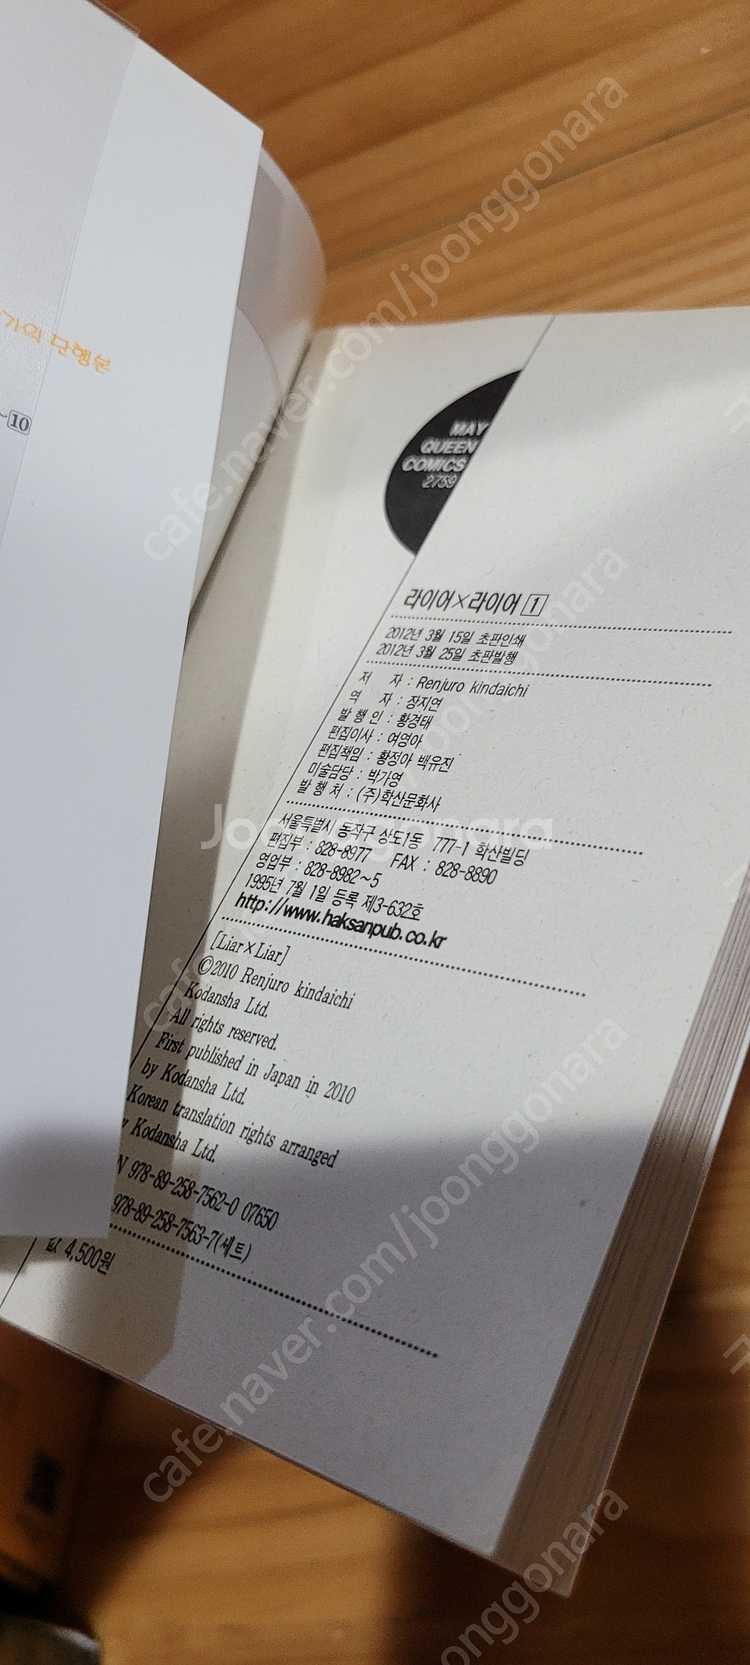 가의 단행본
~10
MAY
QUEEN
COMICS
2759
라이어×라이어 1
2012년 3월 15일 초판인쇄
2012년 3월 25일 초판발행
저 자 : Renjuro kindaichi
역 자 : 장지연
발 행 인 : 황경태
편집이사 : 여영아
편집책임 : 황정아 백유진
미술담당 : 박가영
발 행 처 : (주)학산문화사
서울특별시 동작구 상도1동 777-1 학산빌딩
편집부 : 828-8977 FAX : 828-8890
영업부 : 828-8982~5
1995년 7월 1일 등록 제3-632호
http://www.haksanpub.co.kr
[Liar×Liar]
©2010 Renjuro kindaichi
Kodansha Ltd.
All rights reserved.
First published in Japan in 2010
by Kodansha Ltd.
Korean translation rights arranged
y Kodansha Ltd.
N 978-89-258-7562-0 07650
978-89-258-7563-7(세트)
값 4,500원
Joonggonara
cafe.naver.com/joonggonara
cafe.naver.com/joonggonara
cafe.naver.com/joonggonara